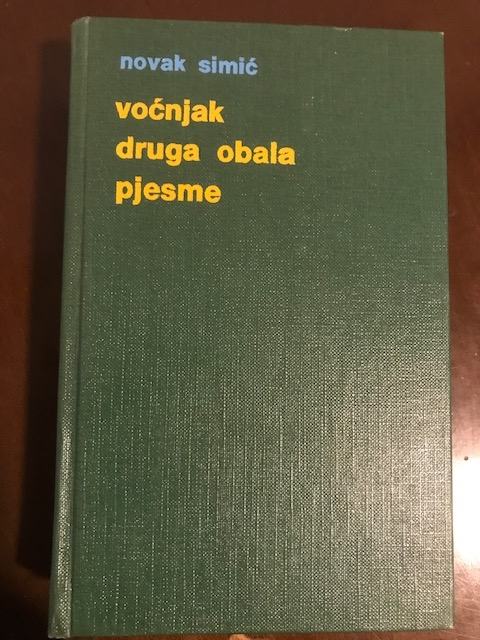 novak simić
voćnjak
druga obala
pjesme